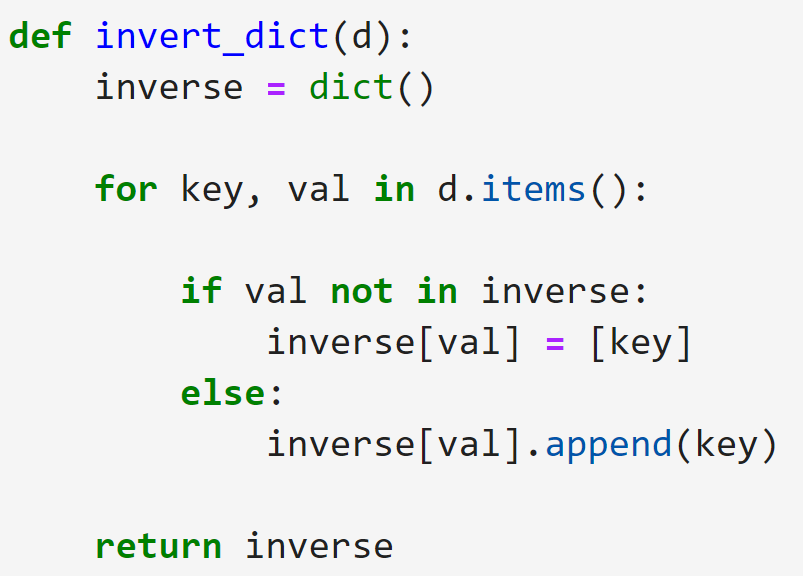 def invert_dict(d):
    inverse = dict()
    for key, val in d.items():
        if val not in inverse:
            inverse[val] = [key]
        else:
            inverse[val].append(key)
    return inverse